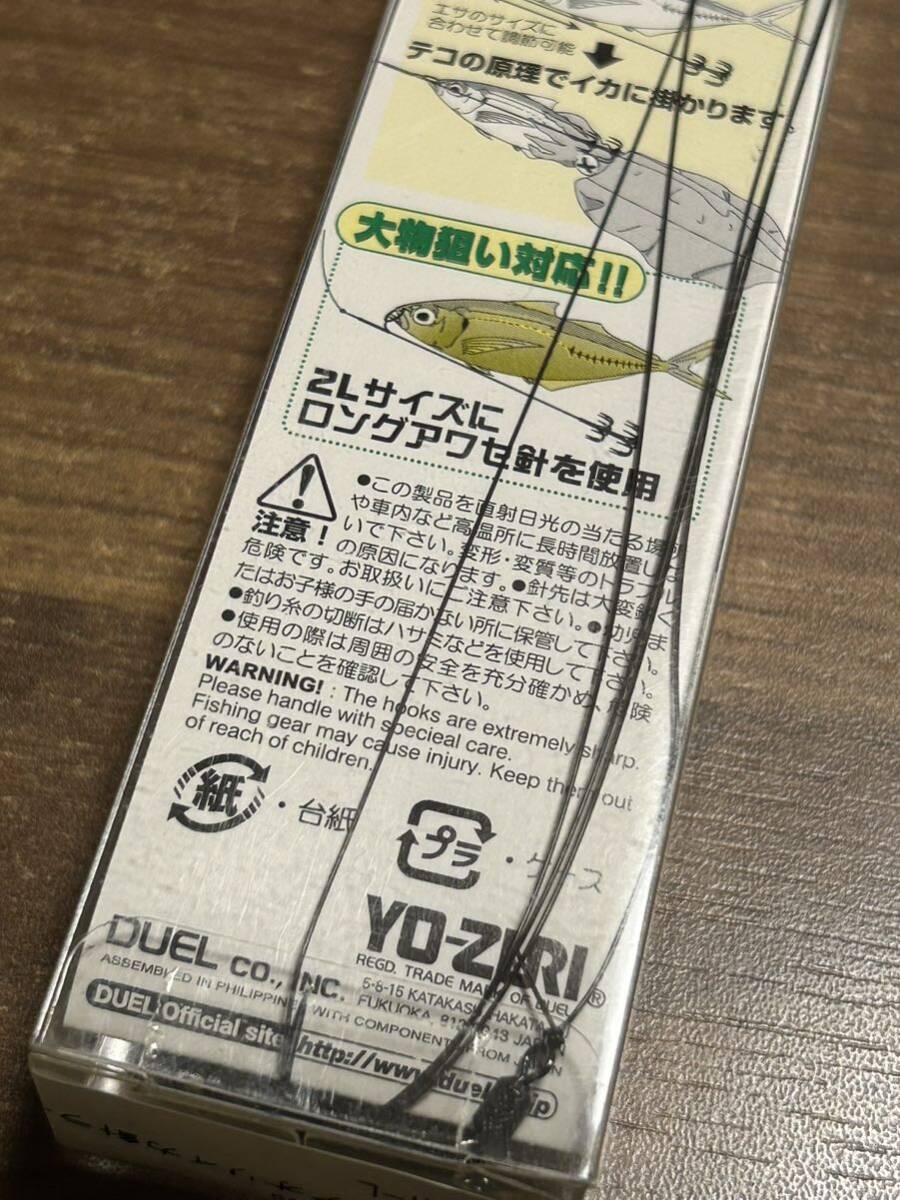 エサのサイズに
合わせて調節可能
テコの原理でイカに掛かります。
大物狙い対応!!
2Lサイズに
ロングアワセ針を使用
注意!
●この製品を直射日光の当たる場所
や車内など高温所に長時間放置しな
いで下さい。変形・変質等のトラブル
の原因になります。●針先は大変鋭く、
危険です。お取扱いにご注意下さい。●幼児ま
たはお子様の手の届かない所に保管して下さい。
●釣り糸の切断はハサミなどを使用して下さい。
●使用の際は周囲の安全を充分確かめ、危険
のないことを確認して下さい。
WARNING! : The hooks are extremely sharp.
Please handle with specieal care.
Fishing gear may cause injury. Keep them out
of reach of children.
紙・台紙
プラ・ケース
YO-ZURI®
REGD. TRADE MARK OF DUEL
DUEL CO., INC.
5-8-15 KATAKASU HAKATA
FUKUOKA, JAPAN
ASSEMBLED IN PHILIPPINES WITH COMPONENTS FROM JAPAN
DUEL Official site http://www.duel.jp